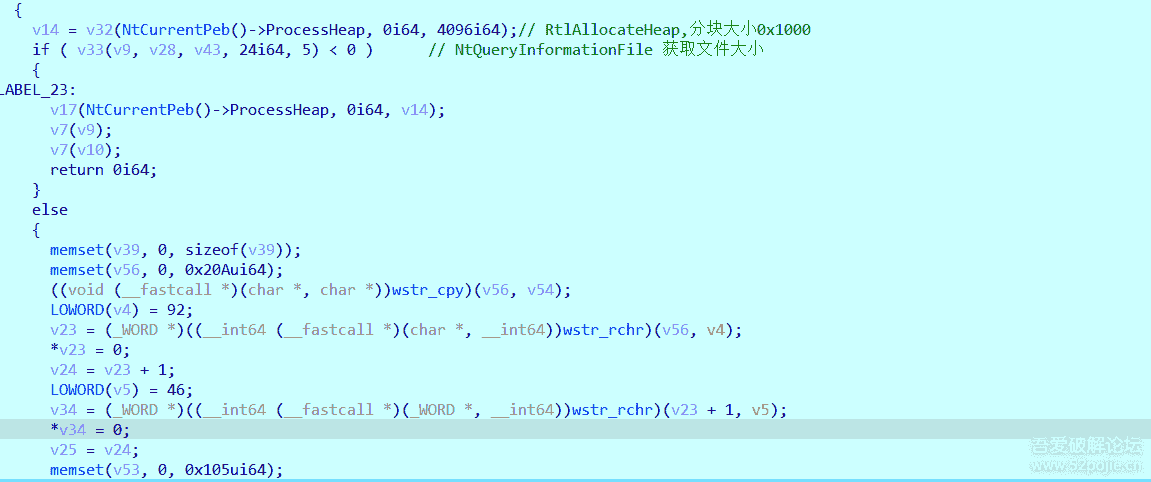 {
v14 = v32(NtCurrentPeb()->ProcessHeap, 0i64, 4096i64);// RtlAllocateHeap,分块大小0x1000
if ( v33(v9, v28, v43, 24i64, 5) < 0 )      // NtQueryInformationFile 获取文件大小
{
LABEL_23:
v17(NtCurrentPeb()->ProcessHeap, 0i64, v14);
v7(v9);
v7(v10);
return 0i64;
}
else
{
memset(v39, 0, sizeof(v39));
memset(v56, 0, 0x20Aui64);
((void (__fastcall *)(char *, char *))wstr_cpy)(v56, v54);
LOWORD(v4) = 92;
v23 = (_WORD *)((__int64 (__fastcall *)(char *, __int64))wstr_rchr)(v56, v4);
*v23 = 0;
v24 = v23 + 1;
LOWORD(v5) = 46;
v34 = (_WORD *)((__int64 (__fastcall *)(_WORD *, __int64))wstr_rchr)(v23 + 1, v5);
*v34 = 0;
v25 = v24;
memset(v53, 0, 0x105ui64);
吾爱破解论坛
www.52pojie.cn